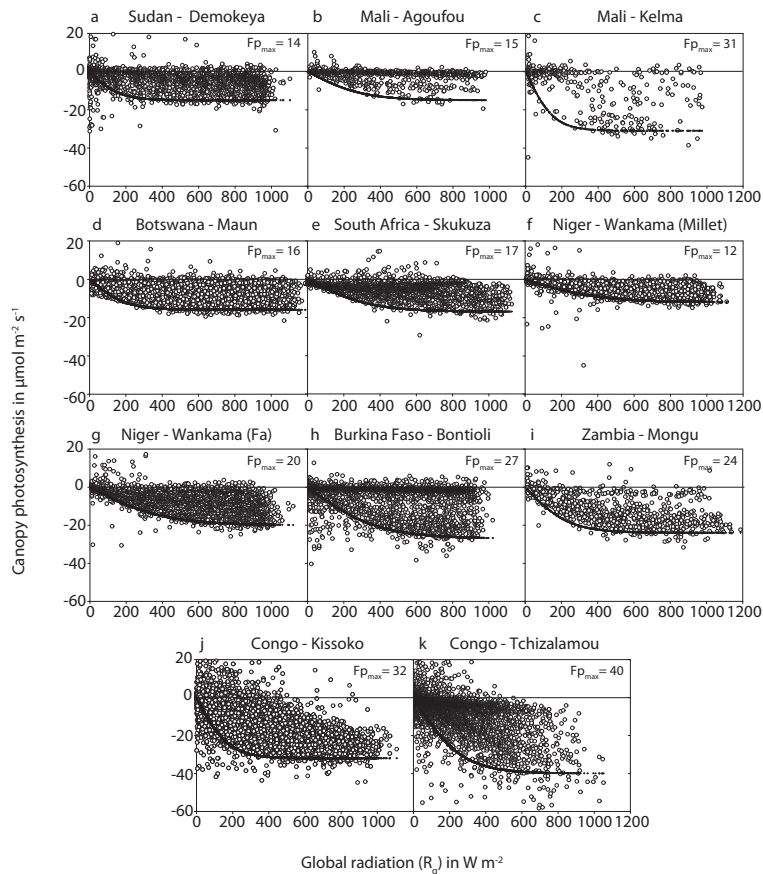 a Sudan - Demokeya
b Mali - Agoufou
c Mali - Kelma
Fpmax = 14
Fpmax = 15
Fpmax = 31
20
0
-20
-40
-60
0 200 400 600 800 1000
0 200 400 600 800 1000
0 200 400 600 800 1000 1200
d Botswana - Maun
e South Africa - Skukuza
f Niger - Wankama (Millet)
Fpmax = 16
Fpmax = 17
Fpmax = 12
20
0
-20
-40
-60
0 200 400 600 800 1000
0 200 400 600 800 1000
0 200 400 600 800 1000 1200
g Niger - Wankama (Fa)
h Burkina Faso - Bontioli
i Zambia - Mongu
Fpmax = 20
Fpmax = 27
Fpmax = 24
20
0
-20
-40
-60
0 200 400 600 800 1000
0 200 400 600 800 1000
0 200 400 600 800 1000 1200
j Congo - Kissoko
k Congo - Tchizalamou
Fpmax = 32
Fpmax = 40
20
0
-20
-40
-60
0 200 400 600 800 1000
0 200 400 600 800 1000 1200
Canopy photosynthesis in µmol m⁻² s⁻¹
Global radiation (Rg) in W m⁻²